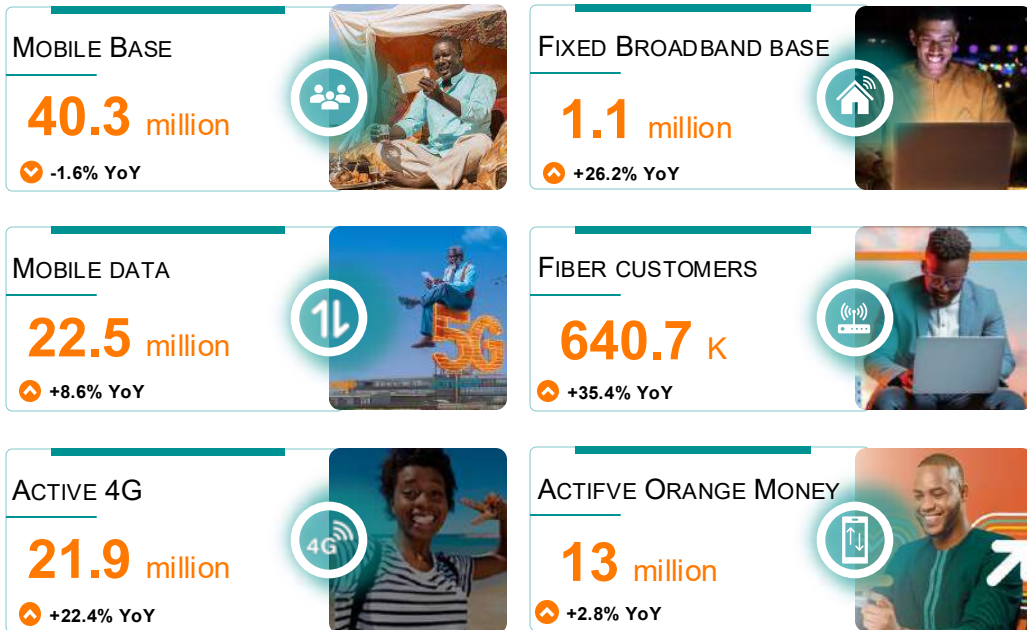 MOBILE BASE
40.3 million
-1.6% YoY
FIXED BROADBAND BASE
1.1 million
+26.2% YoY
MOBILE DATA
22.5 million
+8.6% YoY
5G
FIBER CUSTOMERS
640.7 K
+35.4% YoY
ACTIVE 4G
21.9 million
+22.4% YoY
4G
ACTIFVE ORANGE MONEY
13 million
+2.8% YoY